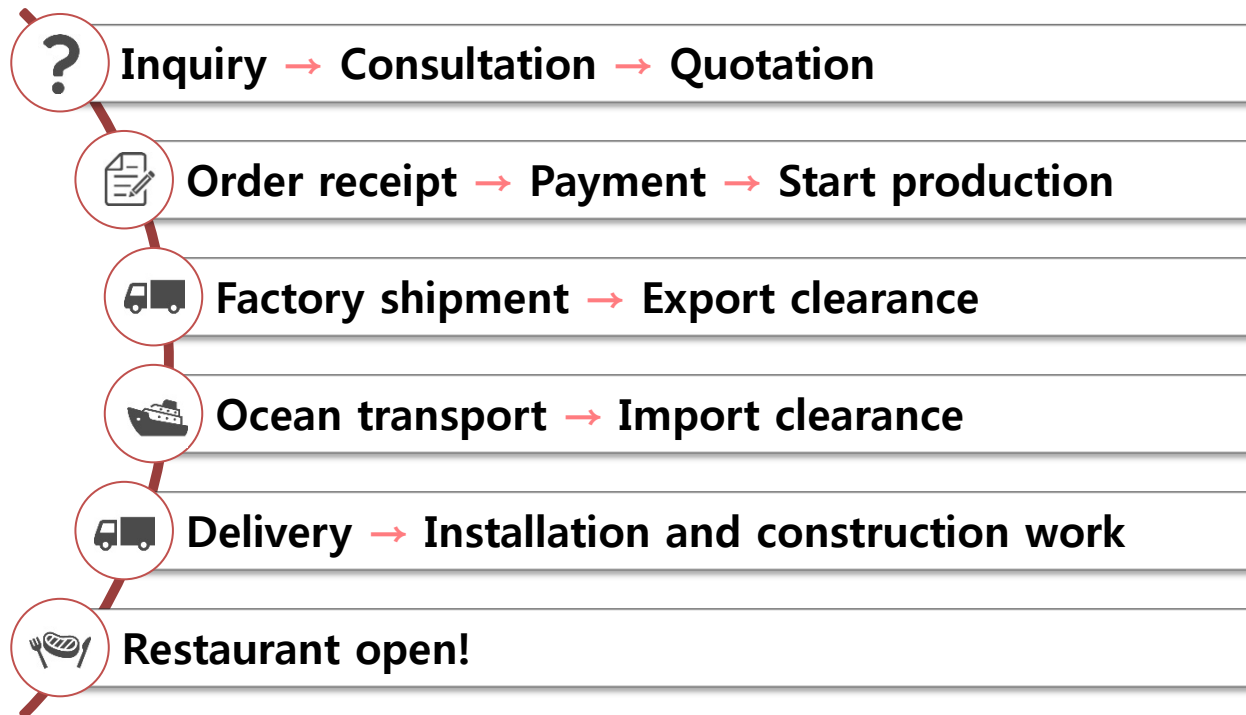 Inquiry → Consultation → Quotation
Order receipt → Payment → Start production
Factory shipment → Export clearance
Ocean transport → Import clearance
Delivery → Installation and construction work
Restaurant open!